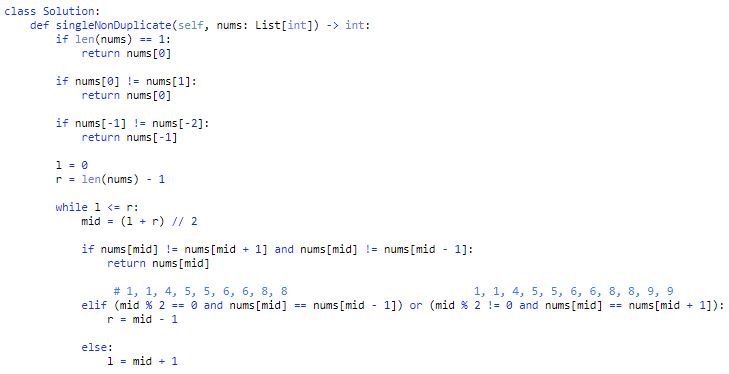 class Solution:
    def singleNonDuplicate(self, nums: List[int]) -> int:
        if len(nums) == 1:
            return nums[0]

        if nums[0] != nums[1]:
            return nums[0]

        if nums[-1] != nums[-2]:
            return nums[-1]

        l = 0
        r = len(nums) - 1

        while l <= r:
            mid = (l + r) // 2

            if nums[mid] != nums[mid + 1] and nums[mid] != nums[mid - 1]:
                return nums[mid]

                 # 1, 1, 4, 5, 5, 6, 6, 8, 8                             1, 1, 4, 5, 5, 6, 6, 8, 8, 9, 9
            elif (mid % 2 == 0 and nums[mid] == nums[mid - 1]) or (mid % 2 != 0 and nums[mid] == nums[mid + 1]):
                r = mid - 1

            else:
                l = mid + 1